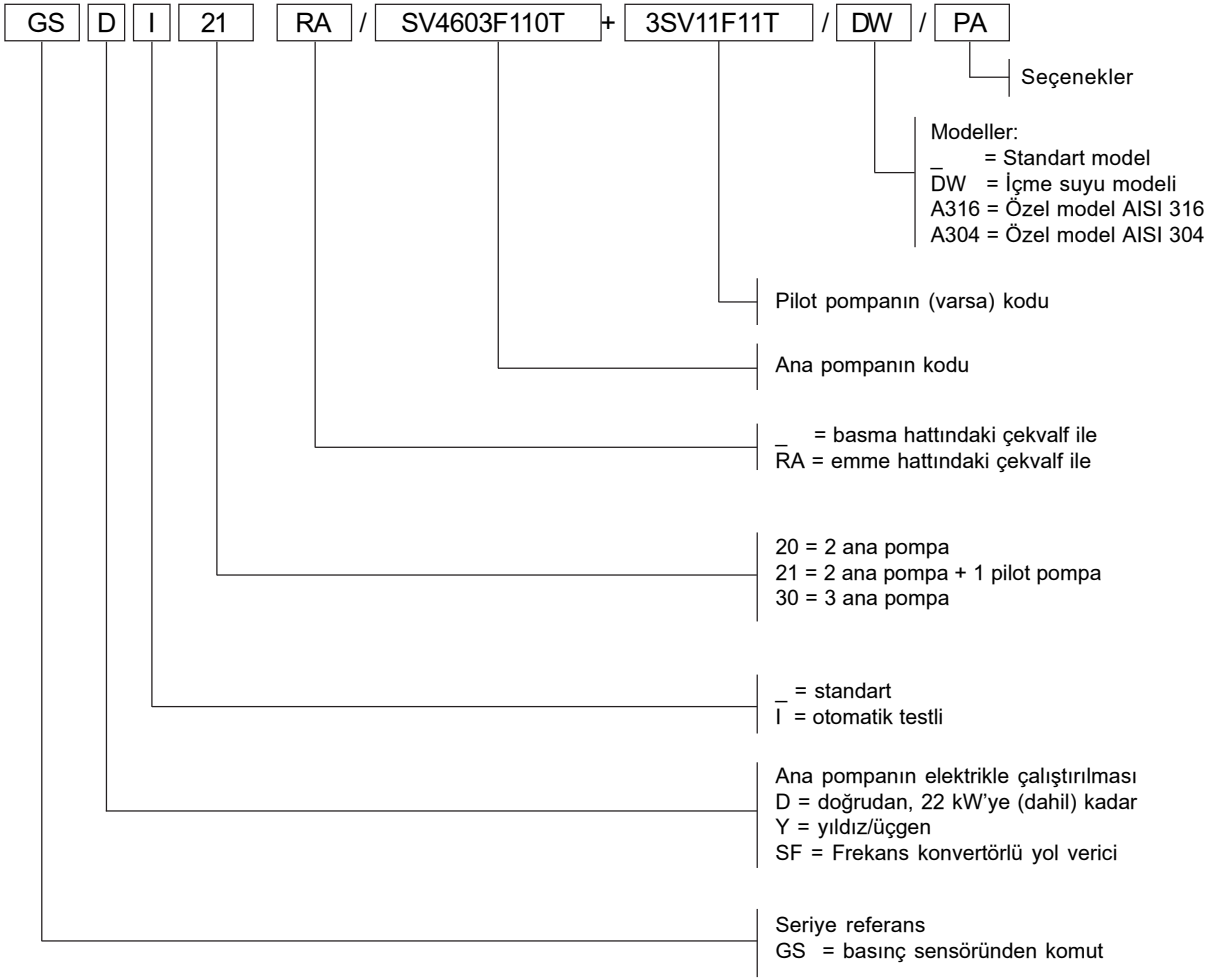 GS D I 21 RA / SV4603F110T + 3SV11F11T / DW / PA
Seçenekler
Modeller:
_ = Standart model
DW = İçme suyu modeli
A316 = Özel model AISI 316
A304 = Özel model AISI 304
Pilot pompanın (varsa) kodu
Ana pompanın kodu
_ = basma hattındaki çekvalf ile
RA = emme hattındaki çekvalf ile
20 = 2 ana pompa
21 = 2 ana pompa + 1 pilot pompa
30 = 3 ana pompa
_ = standart
I = otomatik testli
Ana pompanın elektrikle çalıştırılması
D = doğrudan, 22 kW’ye (dahil) kadar
Y = yıldız/üçgen
SF = Frekans konvertörlü yol verici
Seriye referans
GS = basınç sensöründen komut